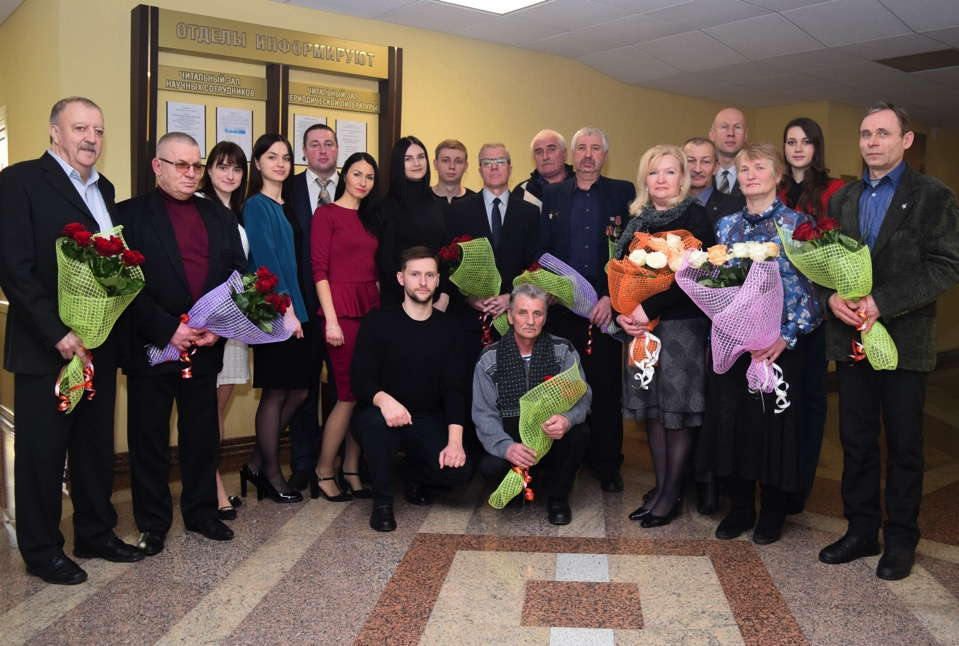 ОТДЕЛЫ ИНФОРМИРУЮТ
ЧИТАЛЬНЫЙ ЗАЛ
НАУЧНЫХ СОТРУДНИКОВ
ЧИТАЛЬНЫЙ ЗАЛ
ПЕРИОДИЧЕСКОЙ ЛИТЕРАТУРЫ